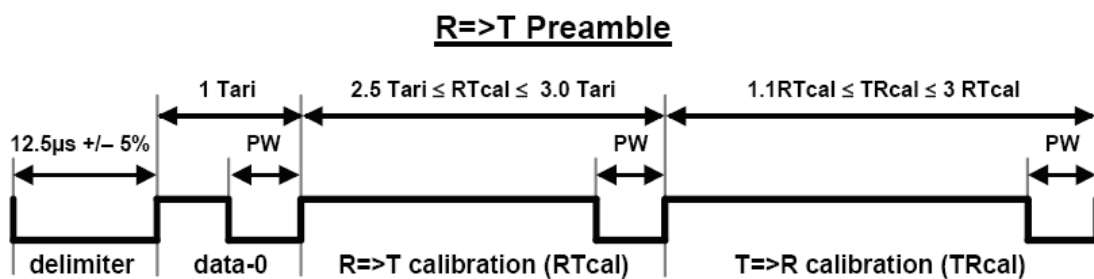 R=>T Preamble
1 Tari
2.5 Tari ≤ RTcal ≤ 3.0 Tari
1.1RTcal ≤ TRcal ≤ 3 RTcal
12.5µs +/– 5%
PW
PW
PW
delimiter
data-0
R=>T calibration (RTcal)
T=>R calibration (TRcal)